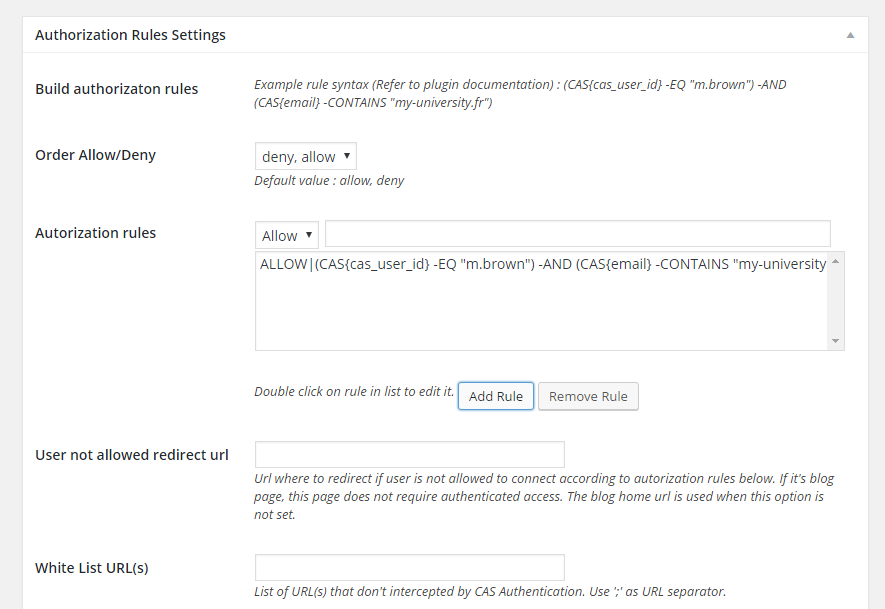 Authorization Rules Settings
Build authorizaton rules
Example rule syntax (Refer to plugin documentation) : (CAS{cas_user_id} -EQ "m.brown") -AND
(CAS{email} -CONTAINS "my-university.fr")
Order Allow/Deny
deny, allow
Default value : allow, deny
Autorization rules
Allow
ALLOW|(CAS{cas_user_id} -EQ "m.brown") -AND (CAS{email} -CONTAINS "my-university
Double click on rule in list to edit it.
Add Rule
Remove Rule
User not allowed redirect url
Url where to redirect if user is not allowed to connect according to autorization rules below. If it's blog
page, this page does not require authenticated access. The blog home url is used when this option is
not set.
White List URL(s)
List of URL(s) that don't intercepted by CAS Authentication. Use ';' as URL separator.